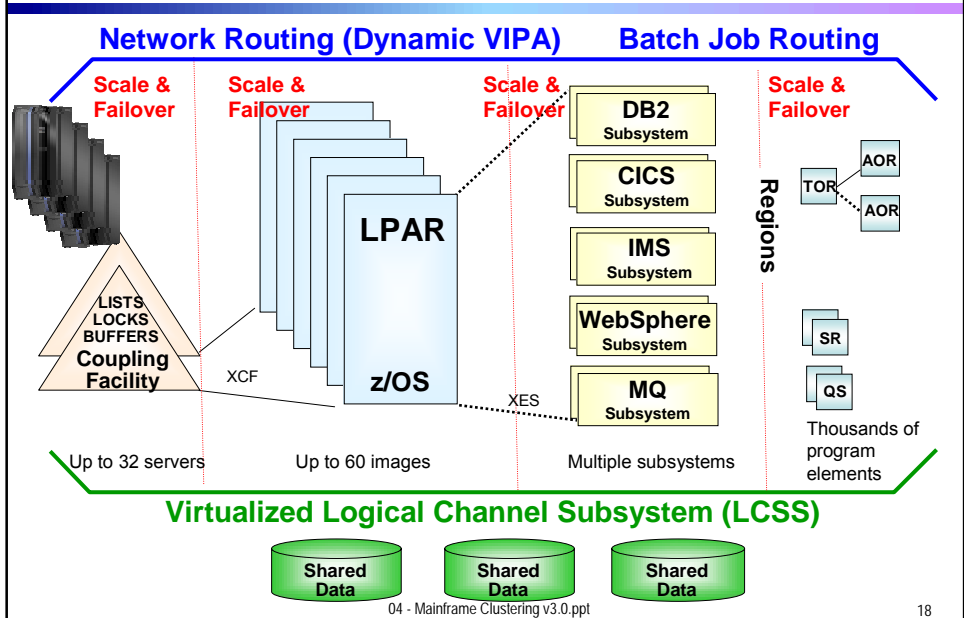 Network Routing (Dynamic VIPA)
Batch Job Routing
Scale &
Failover
Scale &
Failover
Scale &
Failover
Scale &
Failover
LISTS
LOCKS
BUFFERS
Coupling
Facility
XCF
LPAR
z/OS
XES
DB2
Subsystem
CICS
Subsystem
IMS
Subsystem
WebSphere
Subsystem
MQ
Subsystem
Regions
TOR
AOR
AOR
SR
QS
Thousands of
program
elements
Up to 32 servers
Up to 60 images
Multiple subsystems
Virtualized Logical Channel Subsystem (LCSS)
Shared
Data
Shared
Data
Shared
Data
04 - Mainframe Clustering v3.0.ppt
18